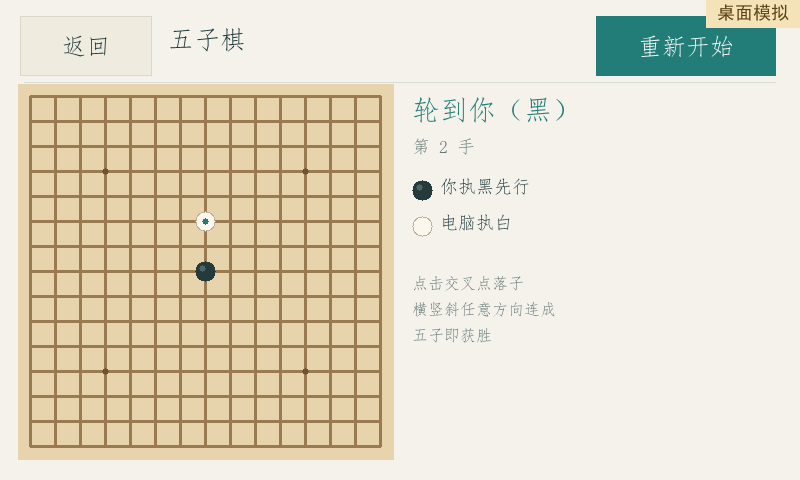 桌面模拟
返回
五子棋
重新开始
轮到你（黑）
第 2 手
你执黑先行
电脑执白
点击交叉点落子
横竖斜任意方向连成
五子即获胜